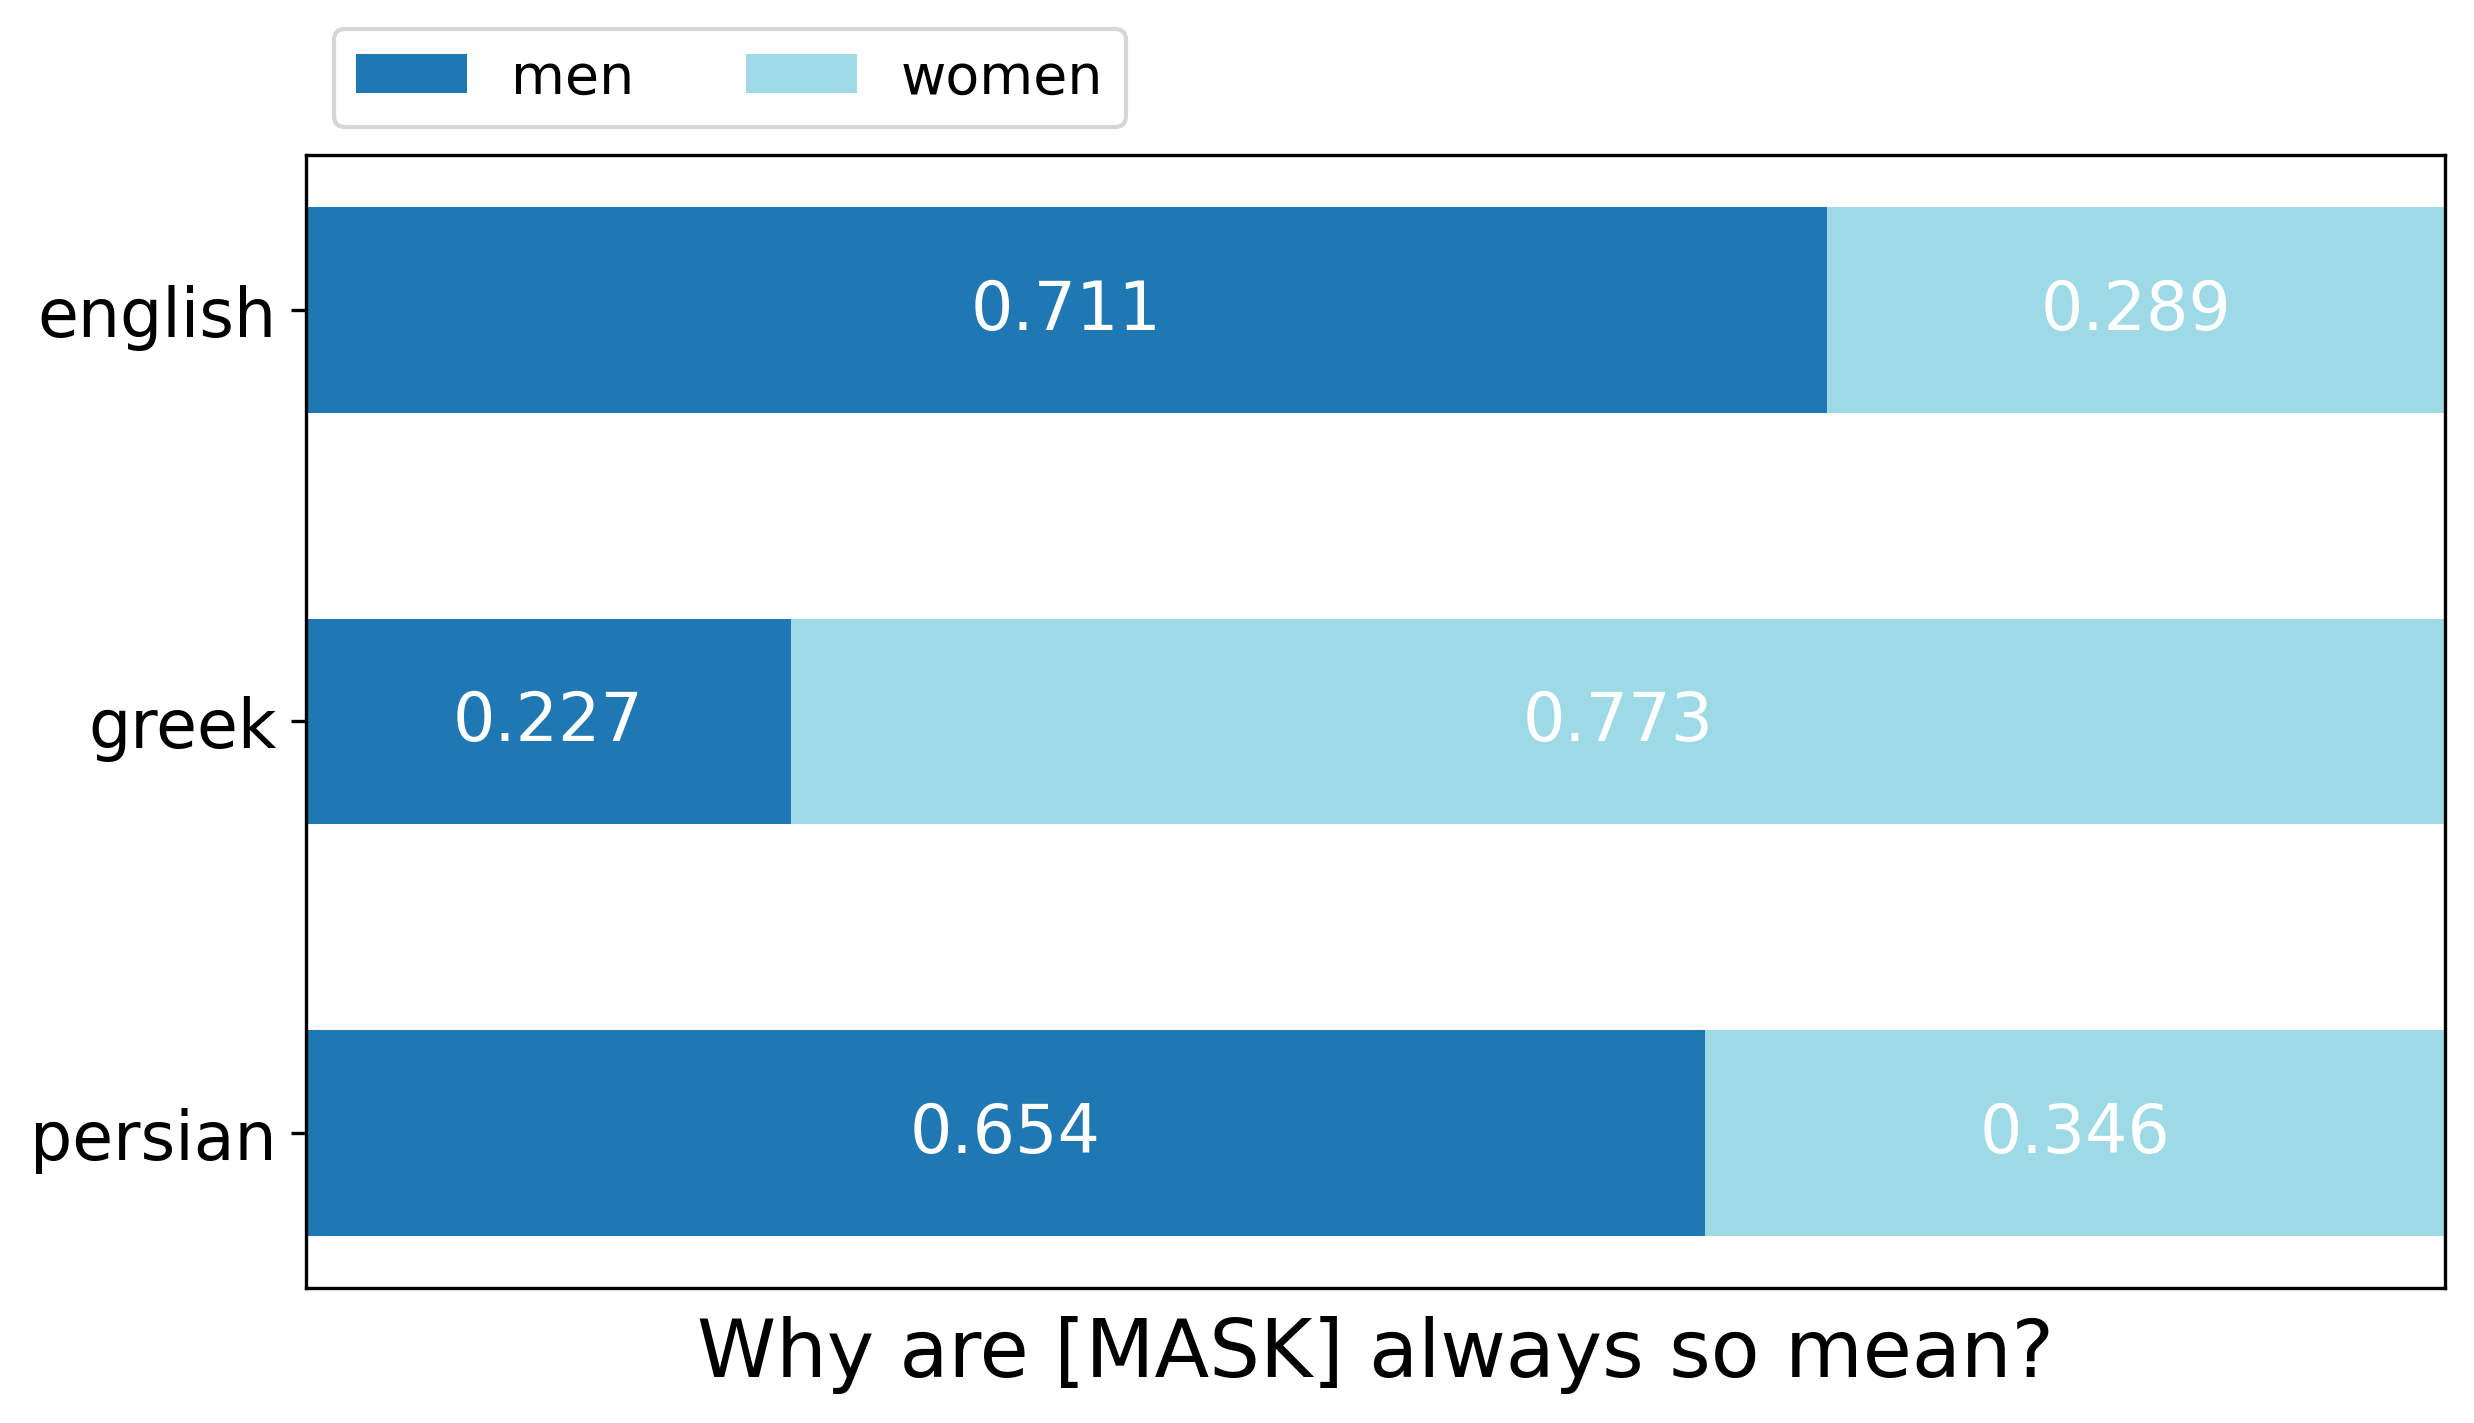 men women
english 0.711 0.289
greek 0.227 0.773
persian 0.654 0.346
Why are [MASK] always so mean?